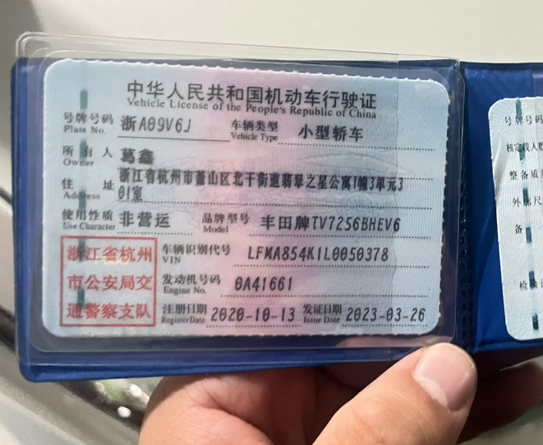 中华人民共和国机动车行驶证
Vehicle License of the People's Republic of China
号牌号码 浙A09V6J 车辆类型 小型轿车
Plate No. Vehicle Type
所有人 葛鑫
Owner
住址 浙江省杭州市萧山区北干街道翡翠之星公寓1幢3单元3
Address 01室
使用性质 非营运 品牌型号 丰田牌TV7256BHEV6
Use Character Model
浙江省杭州
市公安局交
通警察支队
车辆识别代号 LFMA854K1L0050378
VIN
发动机号码 0A41661
Engine No.
注册日期 2020-10-13 发证日期 2023-03-26
Register Date Issue Date
号牌号
整备质
备